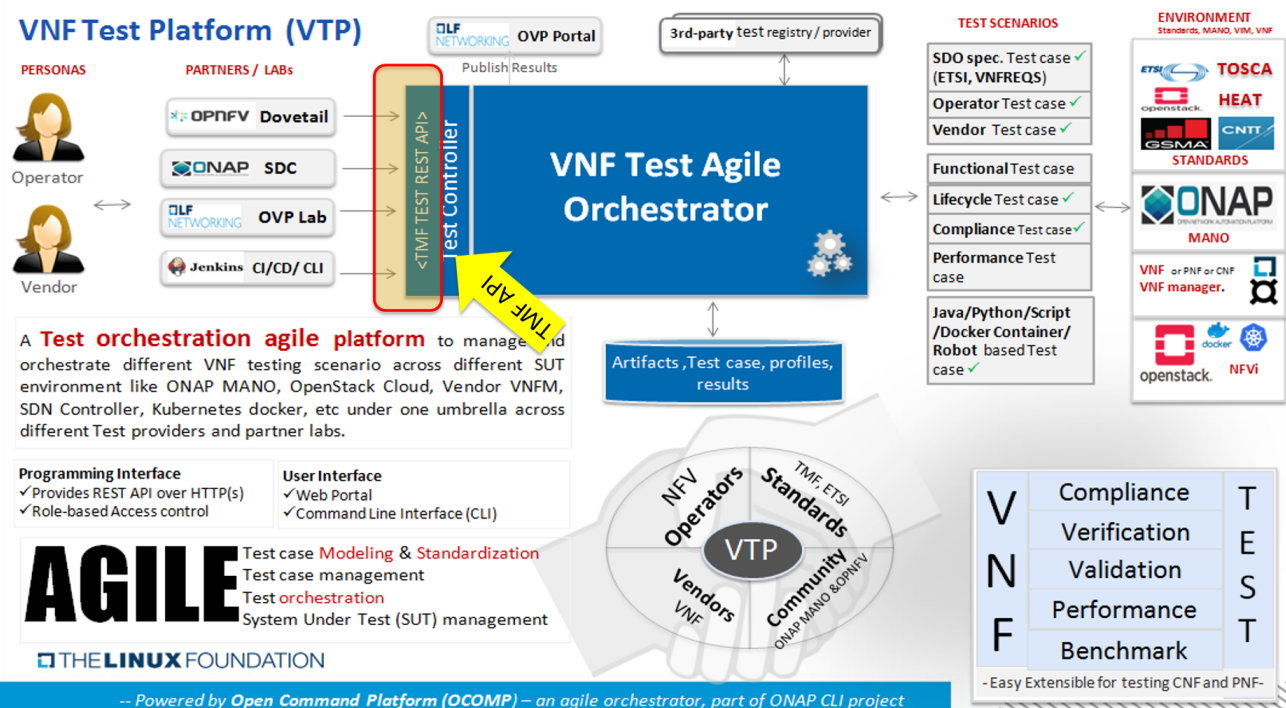 VNF Test Platform (VTP)
LF NETWORKING OVP Portal
Publish Results
3rd-party test registry / provider
PERSONAS
Operator
Vendor
PARTNERS / LABs
OPNFV Dovetail
ONAP SDC
LF NETWORKING OVP Lab
Jenkins CI/CD/ CLI
<TMF TEST REST API>
Test Controller
TMF API
VNF Test Agile
Orchestrator
Artifacts ,Test case, profiles,
results
TEST SCENARIOS
SDO spec. Test case ✓
(ETSI, VNFREQS)
Operator Test case ✓
Vendor Test case ✓
Functional Test case
Lifecycle Test case ✓
Compliance Test case ✓
Performance Test
case
Java/Python/Script
/Docker Container/
Robot based Test
case ✓
ENVIRONMENT
Standards, MANO, VIM, VNF
ETSI TOSCA
openstack. HEAT
GSMA CNTT
STANDARDS
ONAP
OPEN NETWORK AUTOMATION PLATFORM
MANO
VNF or PNF or CNF
VNF manager.
docker
openstack. NFVi
A Test orchestration agile platform to manage and
orchestrate different VNF testing scenario across different SUT
environment like ONAP MANO, OpenStack Cloud, Vendor VNFM,
SDN Controller, Kubernetes docker, etc under one umbrella across
different Test providers and partner labs.
Programming Interface
✓Provides REST API over HTTP(s)
✓Role-based Access control
User Interface
✓Web Portal
✓Command Line Interface (CLI)
AGILE
Test case Modeling & Standardization
Test case management
Test orchestration
System Under Test (SUT) management
THE LINUX FOUNDATION
NFV
Operators
TMF, ETSI
Standards
VTP
Vendors
VNF
Community
ONAP MANO &OPNFV
VNF
Compliance
Verification
Validation
Performance
Benchmark
TEST
-Easy Extensible for testing CNF and PNF-
-- Powered by Open Command Platform (OCOMP) – an agile orchestrator, part of ONAP CLI project